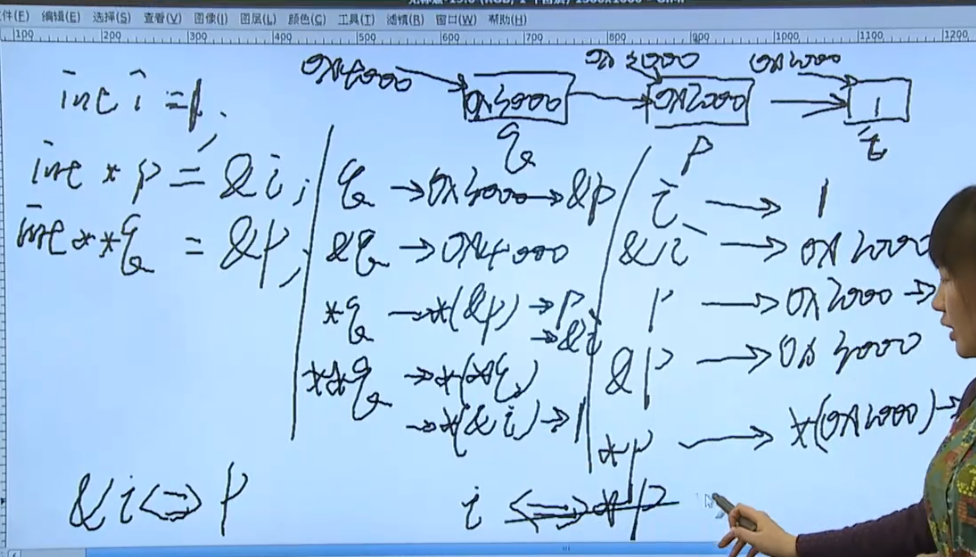 件(F) 编辑(E) 选择(S) 查看(V) 图像(I) 图层(L) 颜色(C) 工具(T) 滤镜(R) 窗口(W) 帮助(H)
100 200 300 400 500 600 700 800 900 1000 1100 1200
0x4000 0x3000 0x2000
0x3000 0x2000 1
q p i
int i = 1;
int *p = &i;
int **q = &p;
q → 0x3000 → &p
&q → 0x4000
*q → *(&p) → p
→ &i
**q → *(*q)
→ *(&i) → 1
i → 1
&i → 0x2000
p → 0x2000 →
&p → 0x3000
*p → *(0x2000) →
&i <=> p
i <=> *p